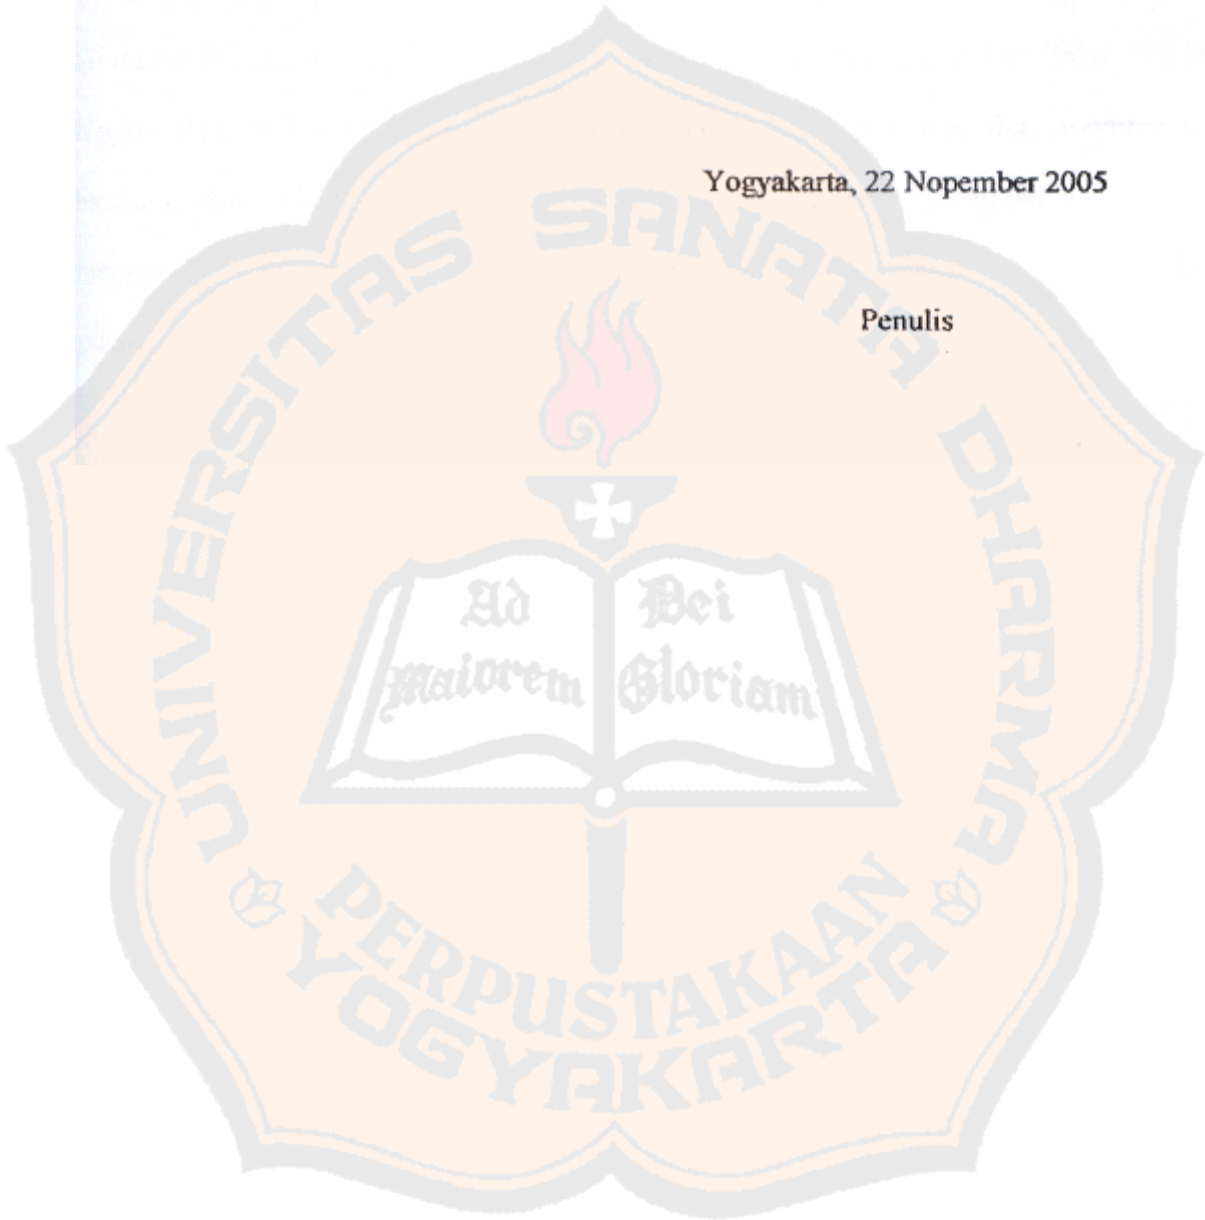 Yogyakarta, 22 Nopember 2005
UNIVERSITAS SANATA DHARMA
Penulis
Ad Dei
Maiorem Gloriam
PERPUSTAKAAN
YOGYAKARTA